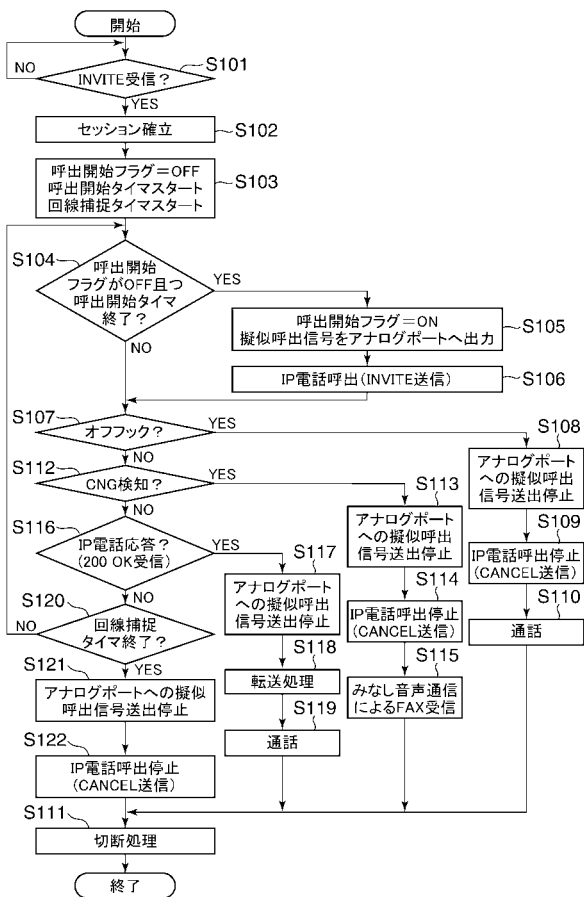 開始
S101
INVITE受信？
NO
YES
セッション確立
S102
呼出開始フラグ＝OFF
呼出開始タイマスタート
回線捕捉タイマスタート
S103
S104
呼出開始
フラグがOFF且つ
呼出開始タイマ
終了？
YES
NO
呼出開始フラグ＝ON
擬似呼出信号をアナログポートへ出力
S105
IP電話呼出(INVITE送信)
S106
S107
オフフック？
YES
NO
S108
アナログポート
への擬似呼出
信号送出停止
S109
IP電話呼出停止
(CANCEL送信)
S110
通話
S112
CNG検知？
YES
NO
S113
アナログポート
への擬似呼出
信号送出停止
S114
IP電話呼出停止
(CANCEL送信)
S115
みなし音声通信
によるFAX受信
S116
IP電話応答？
(200 OK受信)
YES
NO
S117
アナログポート
への擬似呼出
信号送出停止
S118
転送処理
S119
通話
S120
回線捕捉
タイマ終了？
NO
YES
S121
アナログポートへの擬似
呼出信号送出停止
S122
IP電話呼出停止
(CANCEL送信)
S111
切断処理
終了